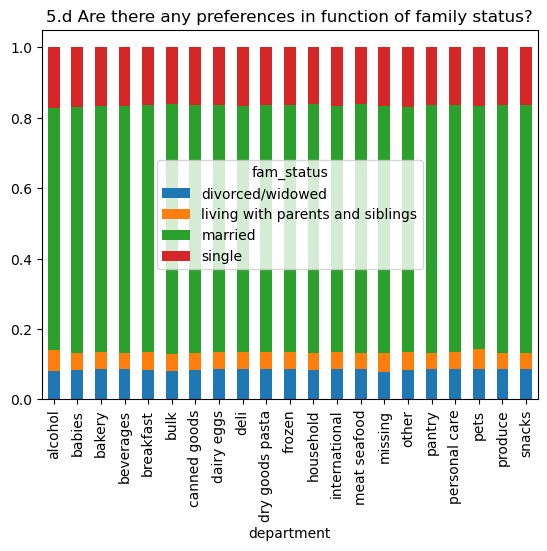 5.d Are there any preferences in function of family status?
1.0
0.8
0.6
0.4
0.2
0.0
fam_status
divorced/widowed
living with parents and siblings
married
single
alcohol
babies
bakery
beverages
breakfast
bulk
canned goods
dairy eggs
deli
dry goods pasta
frozen
household
international
meat seafood
missing
other
pantry
personal care
pets
produce
snacks
department